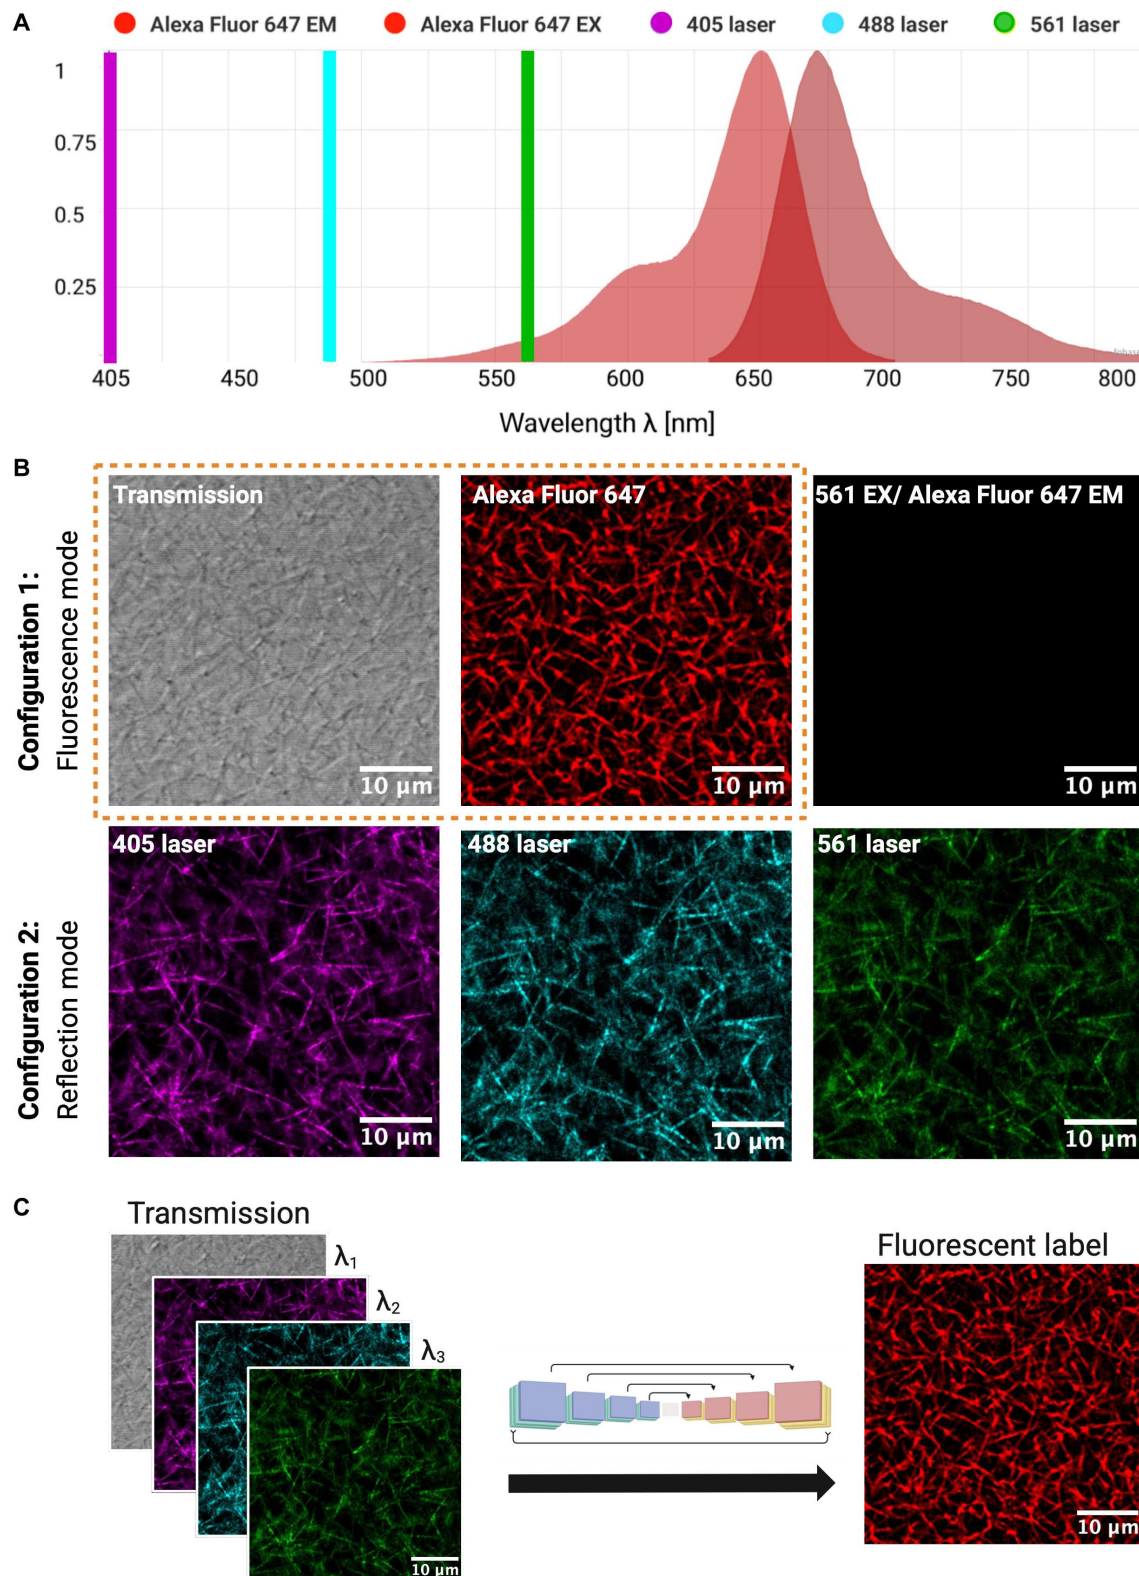 A
Alexa Fluor 647 EM
Alexa Fluor 647 EX
405 laser
488 laser
561 laser
1
0.75
0.5
0.25
405
450
500
550
600
650
700
750
800
Wavelength λ [nm]
B
Configuration 1:
Fluorescence mode
Transmission
10 µm
Alexa Fluor 647
10 µm
561 EX/ Alexa Fluor 647 EM
10 µm
Configuration 2:
Reflection mode
405 laser
10 µm
488 laser
10 µm
561 laser
10 µm
C
Transmission
λ1
λ2
λ3
10 µm
Fluorescent label
10 µm